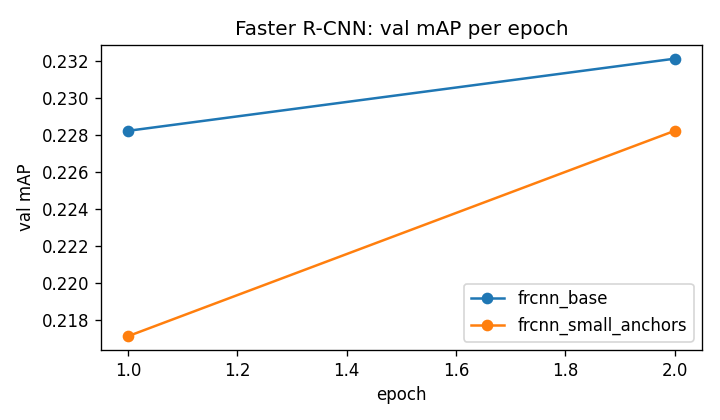 Faster R-CNN: val mAP per epoch
val mAP
0.232
0.230
0.228
0.226
0.224
0.222
0.220
0.218
frcnn_base
frcnn_small_anchors
1.0 1.2 1.4 1.6 1.8 2.0
epoch